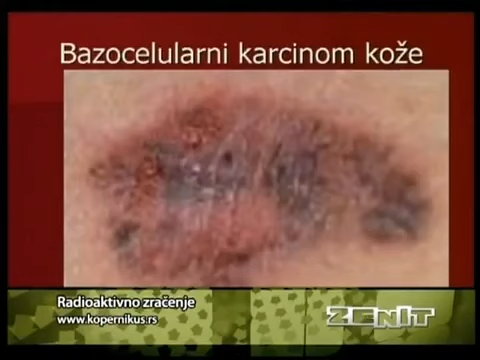 Bazocelularni karcinom kože
Radioaktivno zračenje
www.kopernikus.rs
ZENIT